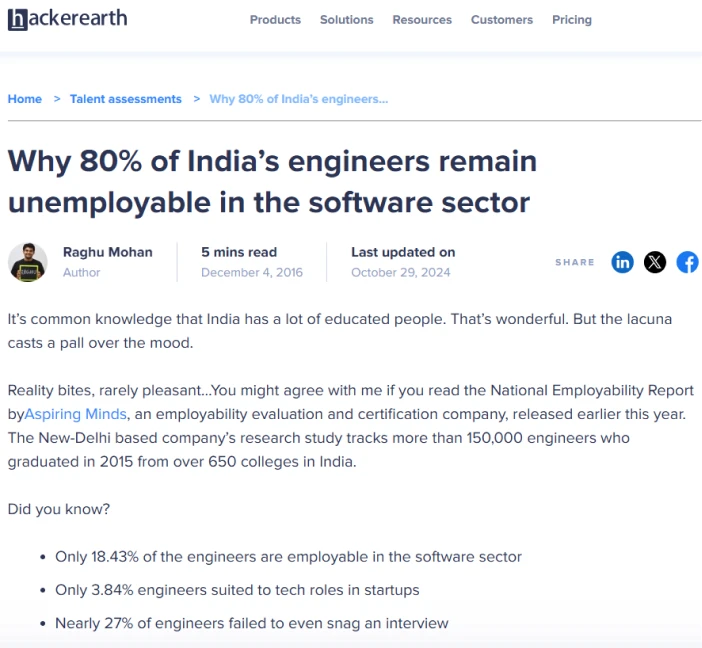 hackerearth
Products Solutions Resources Customers Pricing
Home > Talent assessments > Why 80% of India's engineers...
Why 80% of India's engineers remain
unemployable in the software sector
Raghu Mohan 5 mins read Last updated on
Author December 4, 2016 October 29, 2024
SHARE
It's common knowledge that India has a lot of educated people. That's wonderful. But the lacuna
casts a pall over the mood.
Reality bites, rarely pleasant...You might agree with me if you read the National Employability Report
byAspiring Minds, an employability evaluation and certification company, released earlier this year.
The New-Delhi based company's research study tracks more than 150,000 engineers who
graduated in 2015 from over 650 colleges in India.
Did you know?
• Only 18.43% of the engineers are employable in the software sector
• Only 3.84% engineers suited to tech roles in startups
• Nearly 27% of engineers failed to even snag an interview